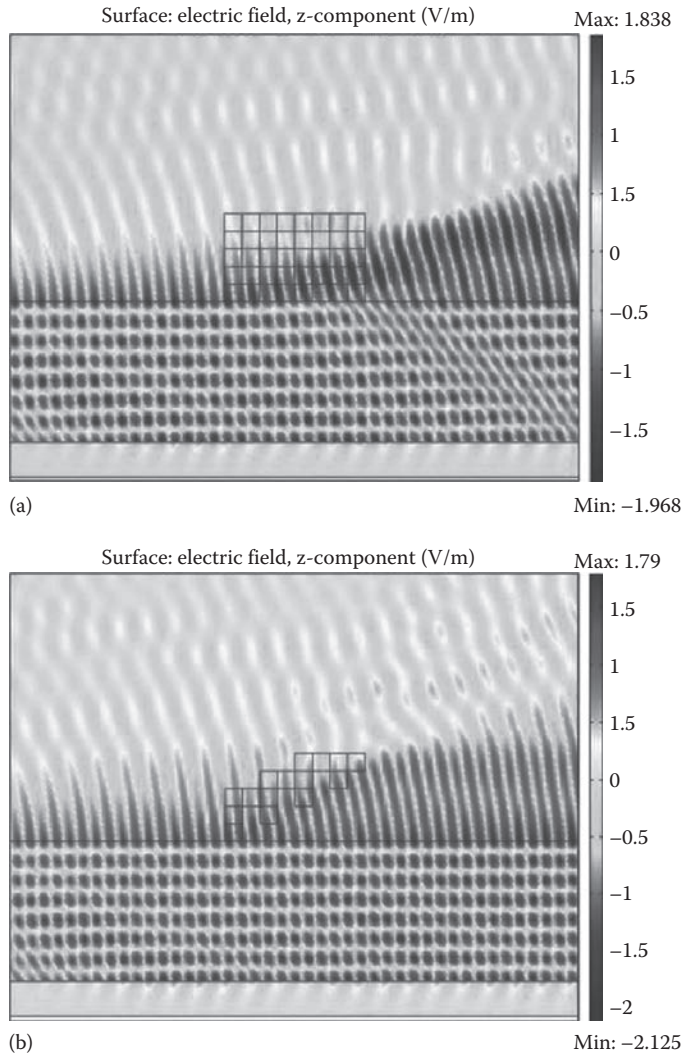 Surface: electric field, z-component (V/m)
Max: 1.838
1.5
1
1.5
0
−0.5
−1
−1.5
(a)
Min: −1.968
Surface: electric field, z-component (V/m)
Max: 1.79
1.5
1
1.5
0
−0.5
−1
−1.5
−2
(b)
Min: −2.125